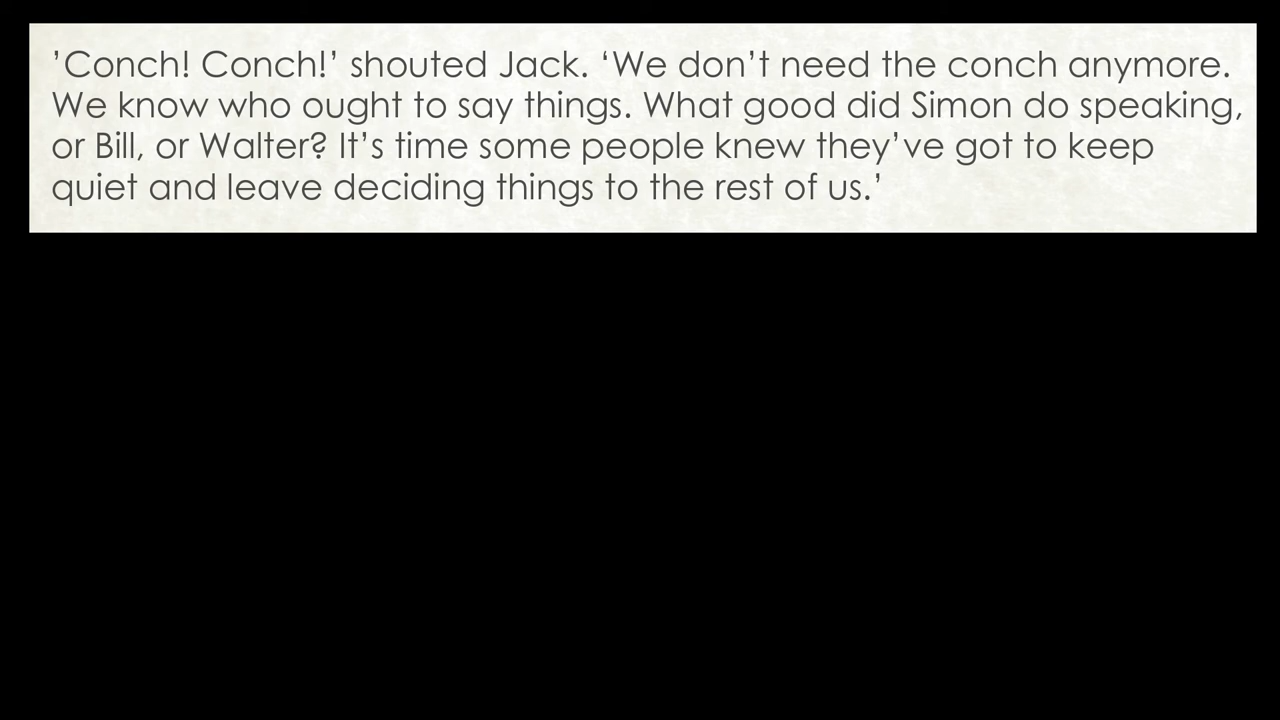 ’Conch! Conch!’ shouted Jack. ‘We don’t need the conch anymore.
We know who ought to say things. What good did Simon do speaking,
or Bill, or Walter? It’s time some people knew they’ve got to keep
quiet and leave deciding things to the rest of us.’